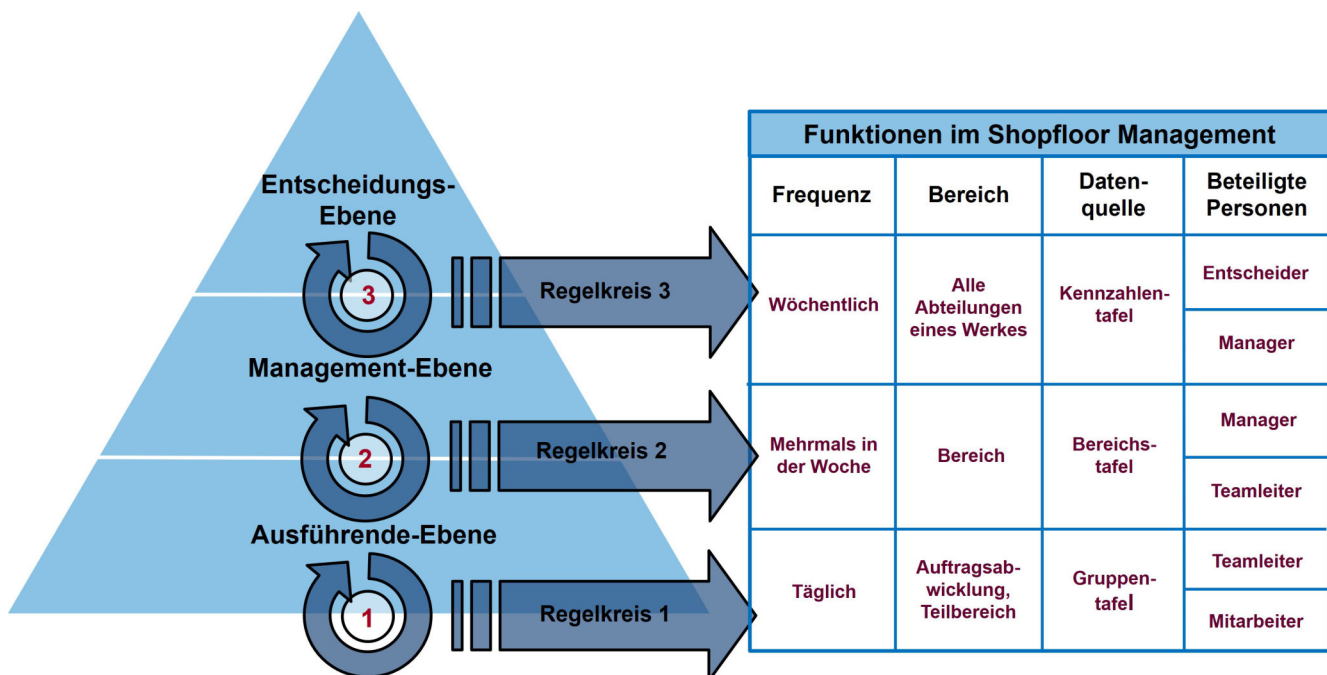 Entscheidungs-
Ebene
3
Regelkreis 3
Management-Ebene
2
Regelkreis 2
Ausführende-Ebene
1
Regelkreis 1
Funktionen im Shopfloor Management
Frequenz
Bereich
Daten-
quelle
Beteiligte
Personen
Wöchentlich
Alle
Abteilungen
eines Werkes
Kennzahlen-
tafel
Entscheider
Manager
Mehrmals in
der Woche
Bereich
Bereichs-
tafel
Manager
Teamleiter
Täglich
Auftragsab-
wicklung,
Teilbereich
Gruppen-
tafel
Teamleiter
Mitarbeiter